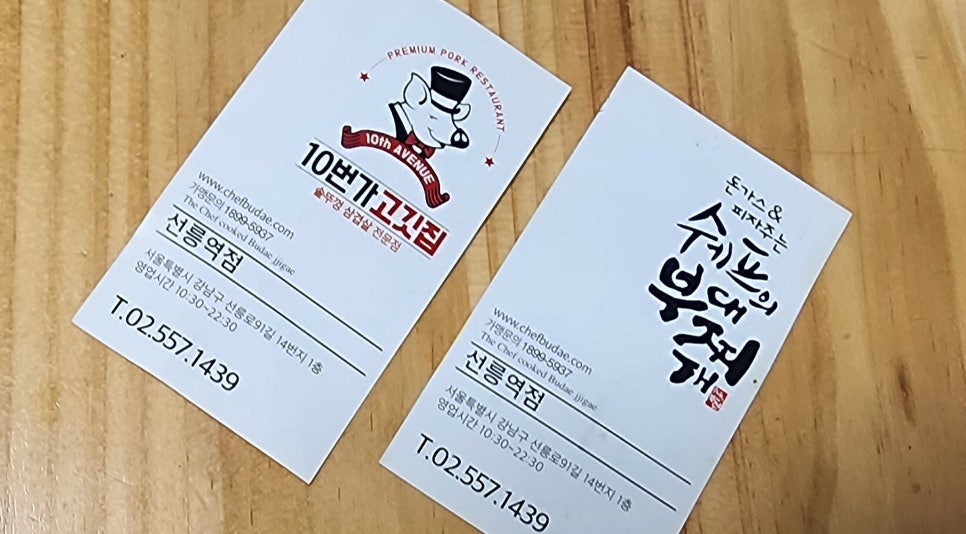 PREMIUM PORK RESTAURANT
10th AVENUE
10번가고깃집
솥뚜껑 삼겹살 전문점
www.chefbudae.com
가맹문의 1899-5937
The Chef cooked Budae jjigae
선릉역점
서울특별시 강남구 선릉로91길 14번지 1층
영업시간 10:30~22:30
T.02.557.1439
돈가스&
피자주는
쉐프의
부대
찌개
www.chefbudae.com
가맹문의 1899-5937
The Chef cooked Budae jjigae
선릉역점
서울특별시 강남구 선릉로91길 14번지 1층
영업시간 10:30~22:30
T.02.557.1439